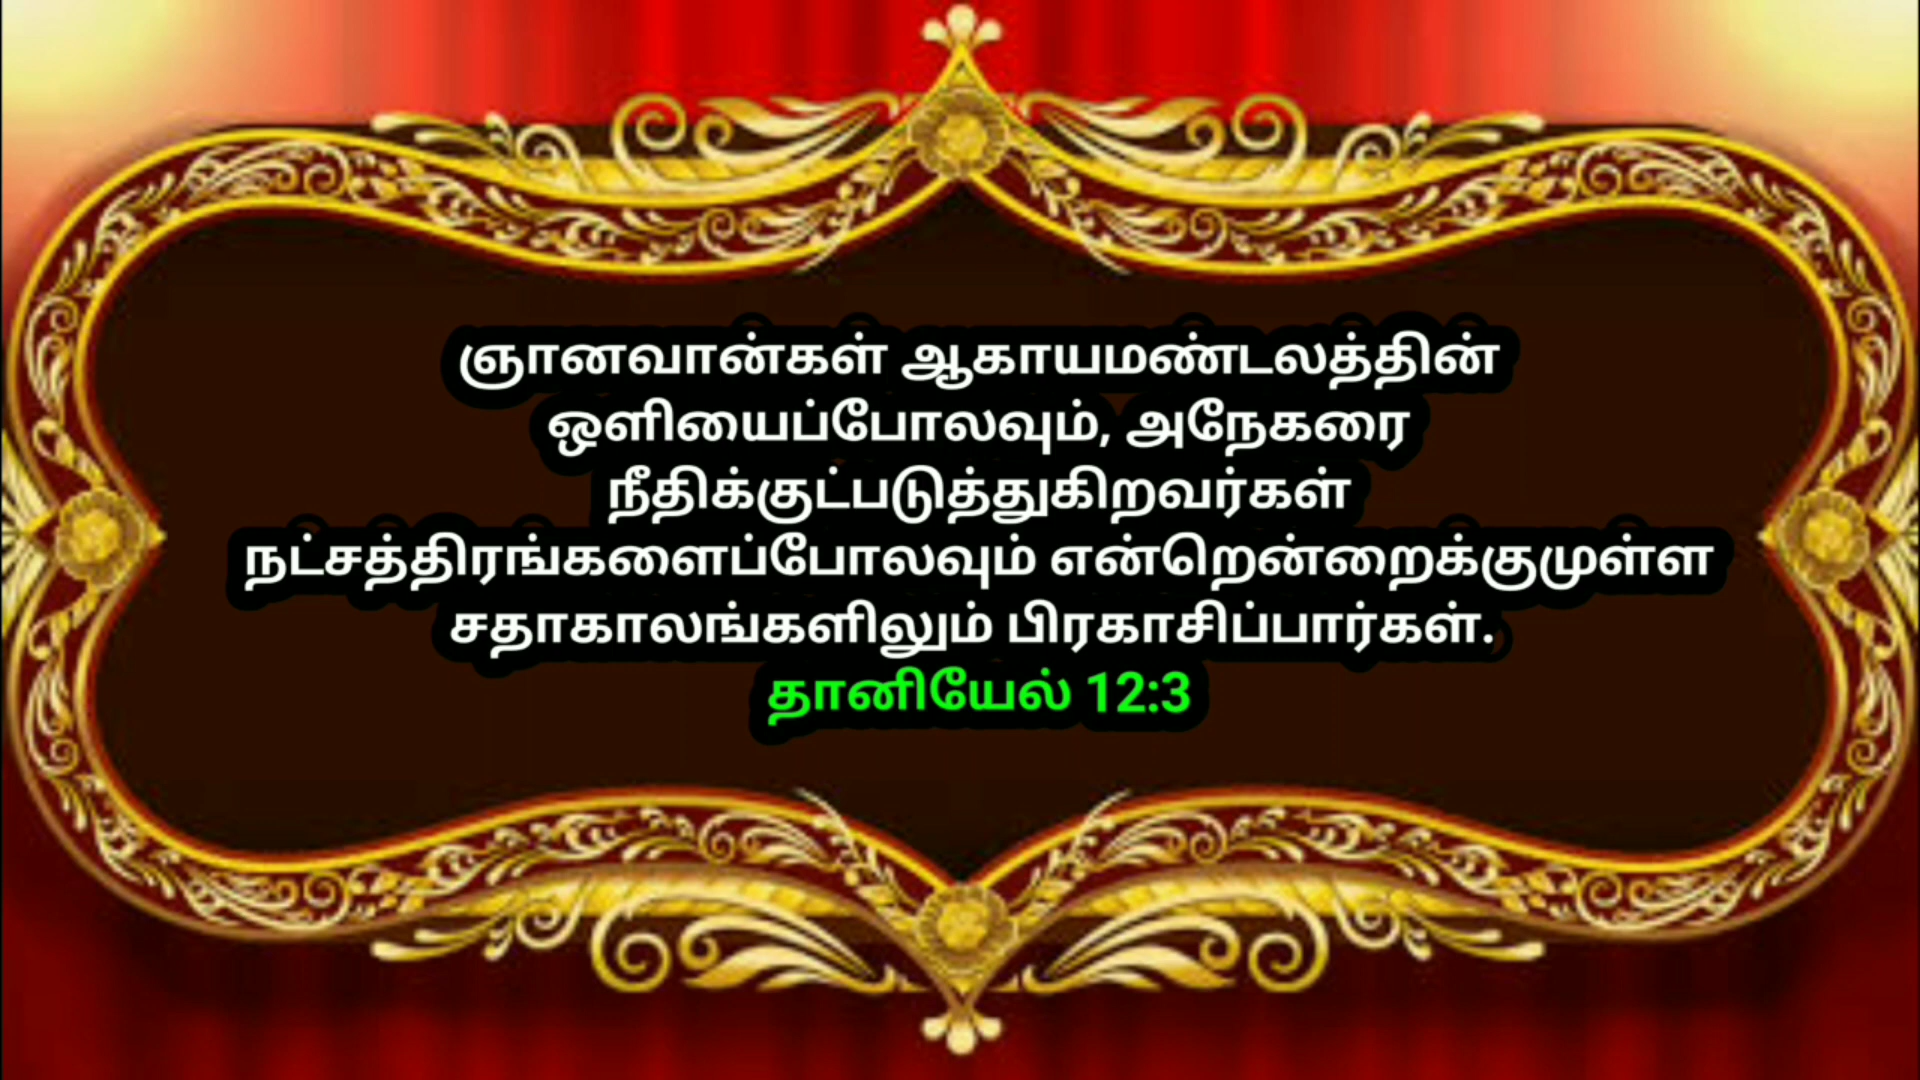 ஞானவான்கள் ஆகாயமண்டலத்தின்
ஒளியைப்போலவும், அநேகரை
நீதிக்குட்படுத்துகிறவர்கள்
நட்சத்திரங்களைப்போலவும் என்றென்றைக்குமுள்ள
சதாகாலங்களிலும் பிரகாசிப்பார்கள்.
தானியேல் 12:3